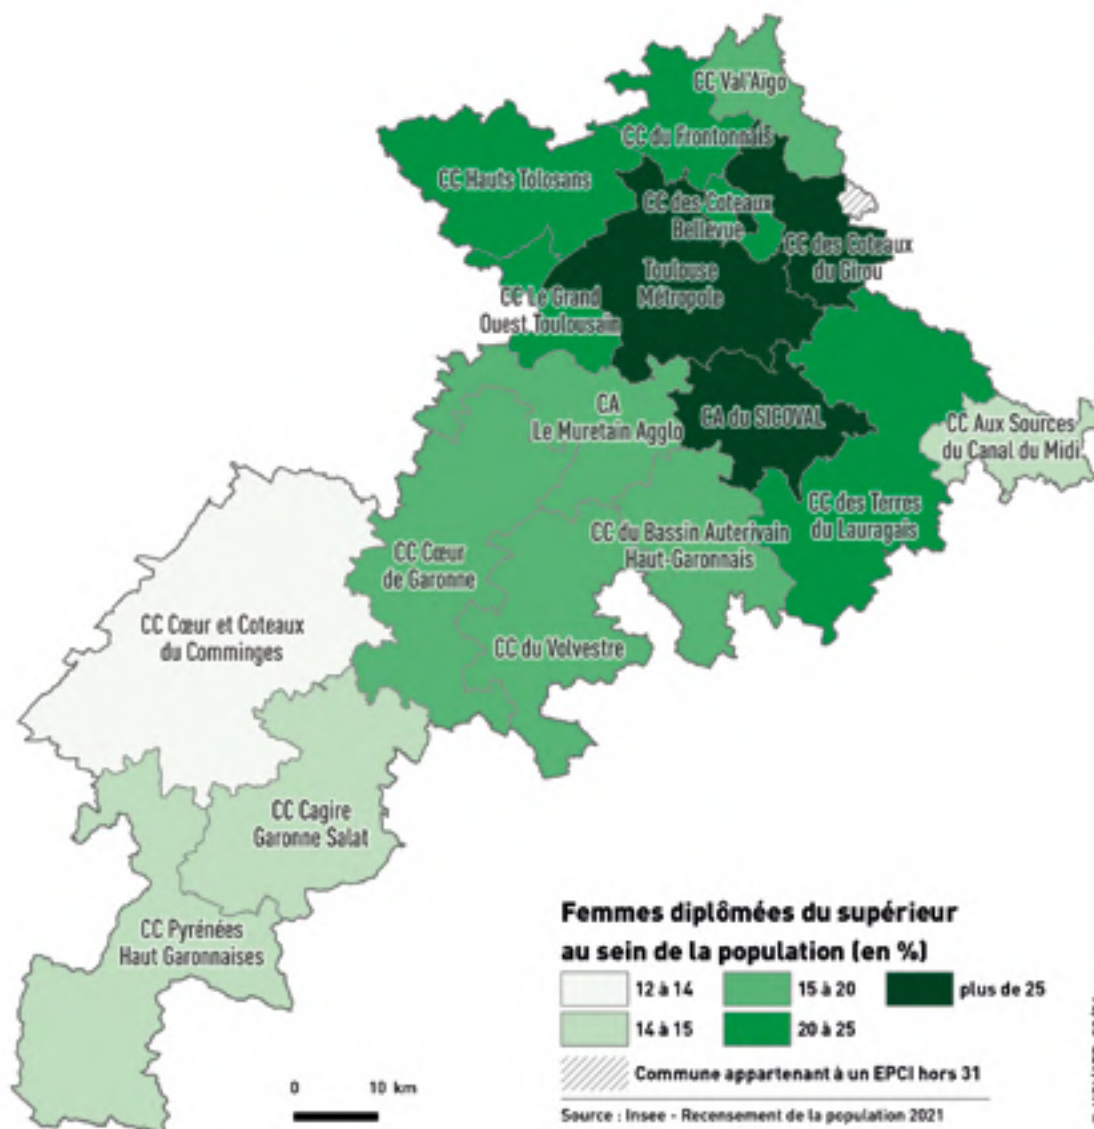 CC Val'Aïgo
CC du Frontonnais
CC Hauts Tolosans
CC des Coteaux
Bellevue
CC des Coteaux
du Girou
Toulouse
Métropole
CC Le Grand
Ouest Toulousain
CA
Le Muretain Agglo
CA du SICOVAL
CC Aux Sources
du Canal du Midi
CC des Terres
du Lauragais
CC du Bassin Auterivain
Haut-Garonnais
CC Cœur
de Garonne
CC Cœur et Coteaux
du Comminges
CC du Volvestre
CC Cagire
Garonne Salat
CC Pyrénées
Haut Garonnaises
Femmes diplômées du supérieur
au sein de la population (en %)
12 à 14
15 à 20
plus de 25
14 à 15
20 à 25
Commune appartenant à un EPCI hors 31
0 10 km
Source : Insee - Recensement de la population 2021